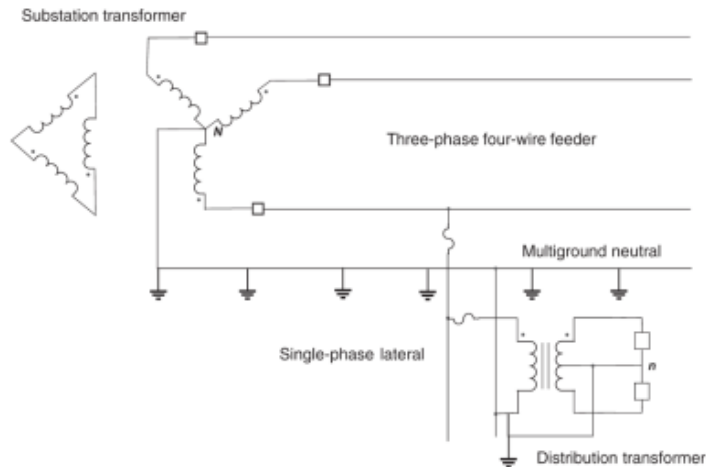 Substation transformer
N
Three-phase four-wire feeder
Multiground neutral
Single-phase lateral
n
Distribution transformer